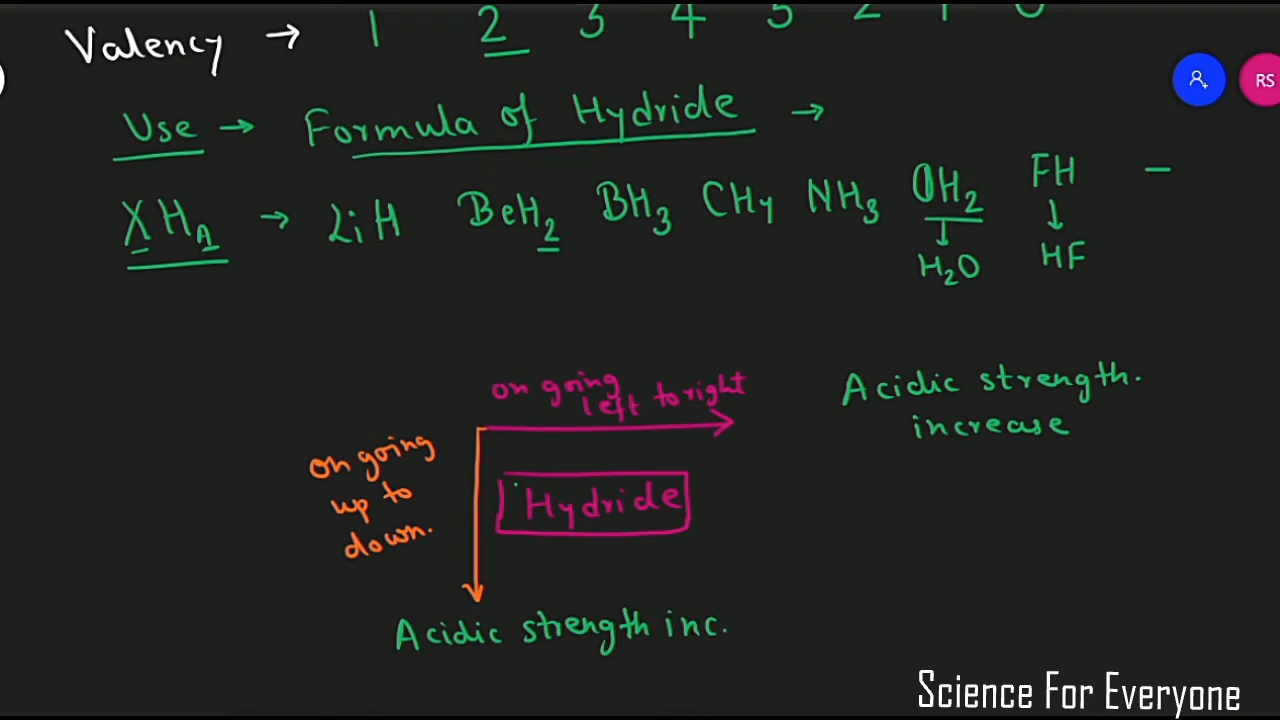 Valency → 1 2 3 4 5 2 1 0
Use → Formula of Hydride →
XH_A → LiH BeH₂ BH₃ CH₄ NH₃ OH₂ FH –
↓ ↓
H₂O HF
RS
on going
left to right
Acidic strength.
increase
on going
up to
down.
Hydride
Acidic strength inc.
Science For Everyone